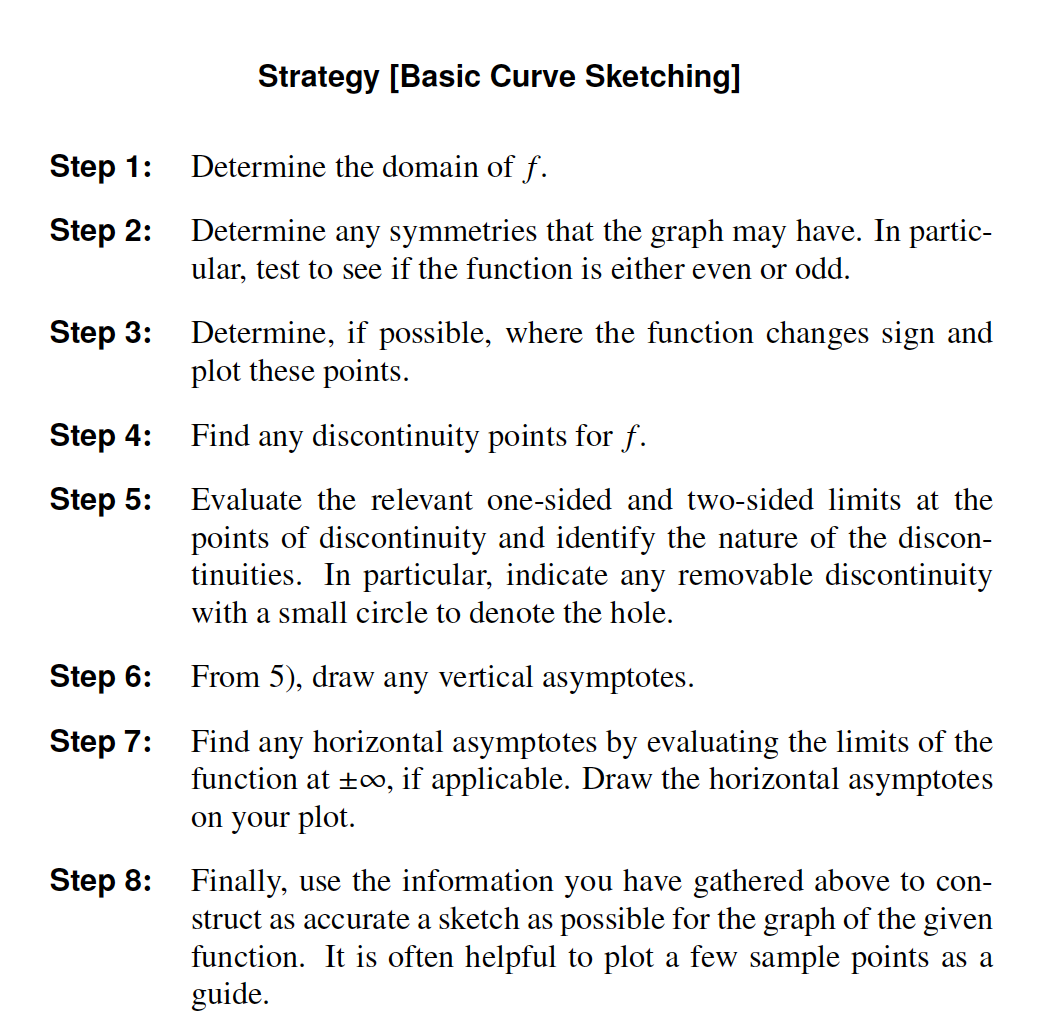 Strategy [Basic Curve Sketching]
Step 1: Determine the domain of f.
Step 2: Determine any symmetries that the graph may have. In partic-
ular, test to see if the function is either even or odd.
Step 3: Determine, if possible, where the function changes sign and
plot these points.
Step 4: Find any discontinuity points for f.
Step 5: Evaluate the relevant one-sided and two-sided limits at the
points of discontinuity and identify the nature of the discon-
tinuities. In particular, indicate any removable discontinuity
with a small circle to denote the hole.
Step 6: From 5), draw any vertical asymptotes.
Step 7: Find any horizontal asymptotes by evaluating the limits of the
function at ±∞, if applicable. Draw the horizontal asymptotes
on your plot.
Step 8: Finally, use the information you have gathered above to con-
struct as accurate a sketch as possible for the graph of the given
function. It is often helpful to plot a few sample points as a
guide.